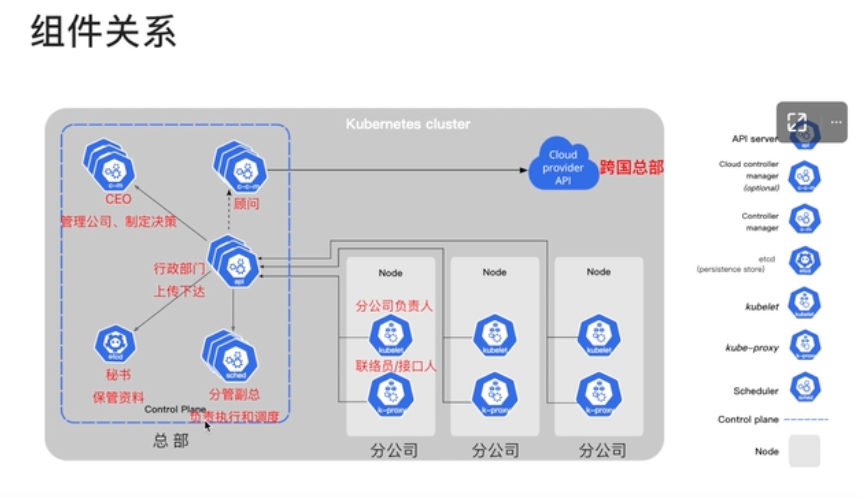 组件关系
Kubernetes cluster
c-m
CEO
管理公司、制定决策
c-c-m
顾问
Cloud
provider
API
跨国总部
行政部门
上传下达
api
etcd
秘书
保管资料
sched
分管副总
负责执行和调度
Control Plane
总部
Node
分公司负责人
kubelet
联络员/接口人
k-proxy
分公司
Node
kubelet
k-proxy
分公司
Node
kubelet
k-proxy
分公司
API server
api
Cloud controller
manager
(optional)
c-c-m
Controller
manager
c-m
etcd
(persistence store)
etcd
kubelet
kubelet
kube-proxy
k-proxy
Scheduler
sched
Control plane
Node